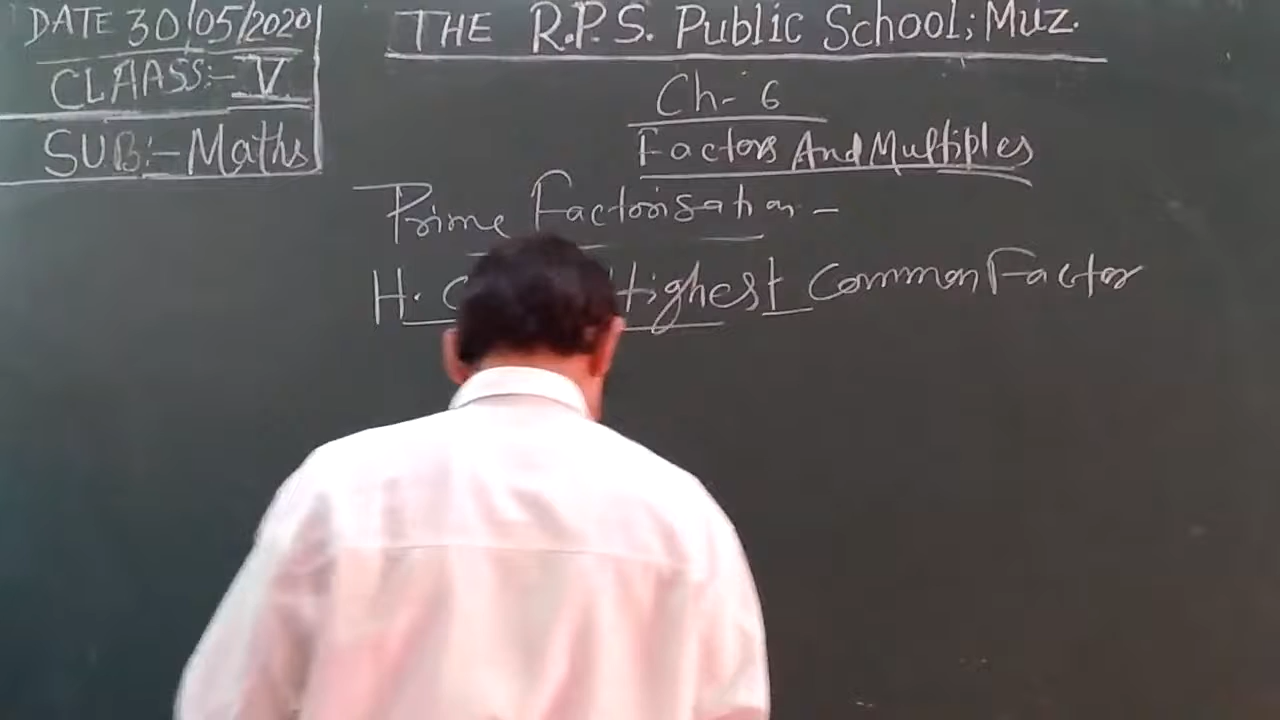 DATE 30/05/2020
CLAASS:- V
SUB:- Maths
THE R.P.S. Public School; Muz.
Ch- 6
Factors And Multiples
Prime Factorisation -
H. C Highest Common Factor